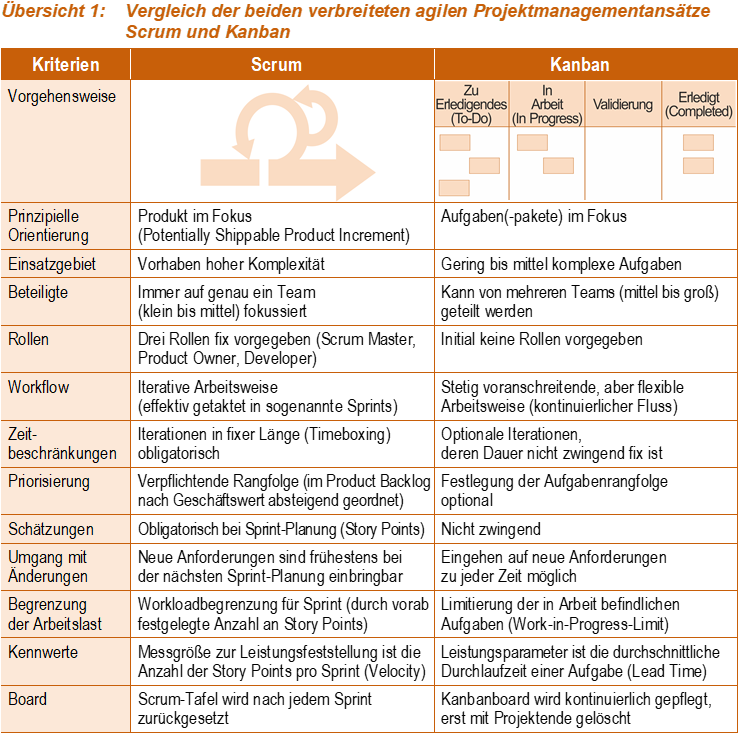 Übersicht 1: Vergleich der beiden verbreiteten agilen Projektmanagementansätze
Scrum und Kanban
Kriterien Scrum Kanban
Vorgehensweise
Zu
Erledigendes
(To-Do)
In
Arbeit
(In Progress)
Validierung
Erledigt
(Completed)
Prinzipielle
Orientierung
Produkt im Fokus
(Potentially Shippable Product Increment)
Aufgaben(-pakete) im Fokus
Einsatzgebiet
Vorhaben hoher Komplexität
Gering bis mittel komplexe Aufgaben
Beteiligte
Immer auf genau ein Team
(klein bis mittel) fokussiert
Kann von mehreren Teams (mittel bis groß)
geteilt werden
Rollen
Drei Rollen fix vorgegeben (Scrum Master,
Product Owner, Developer)
Initial keine Rollen vorgegeben
Workflow
Iterative Arbeitsweise
(effektiv getaktet in sogenannte Sprints)
Stetig voranschreitende, aber flexible
Arbeitsweise (kontinuierlicher Fluss)
Zeit-
beschränkungen
Iterationen in fixer Länge (Timeboxing)
obligatorisch
Optionale Iterationen,
deren Dauer nicht zwingend fix ist
Priorisierung
Verpflichtende Rangfolge (im Product Backlog
nach Geschäftswert absteigend geordnet)
Festlegung der Aufgabenrangfolge
optional
Schätzungen
Obligatorisch bei Sprint-Planung (Story Points)
Nicht zwingend
Umgang mit
Änderungen
Neue Anforderungen sind frühestens bei
der nächsten Sprint-Planung einbringbar
Eingehen auf neue Anforderungen
zu jeder Zeit möglich
Begrenzung
der Arbeitslast
Workloadbegrenzung für Sprint (durch vorab
festgelegte Anzahl an Story Points)
Limitierung der in Arbeit befindlichen
Aufgaben (Work-in-Progress-Limit)
Kennwerte
Messgröße zur Leistungsfeststellung ist die
Anzahl der Story Points pro Sprint (Velocity)
Leistungsparameter ist die durchschnittliche
Durchlaufzeit einer Aufgabe (Lead Time)
Board
Scrum-Tafel wird nach jedem Sprint
zurückgesetzt
Kanbanboard wird kontinuierlich gepflegt,
erst mit Projektende gelöscht